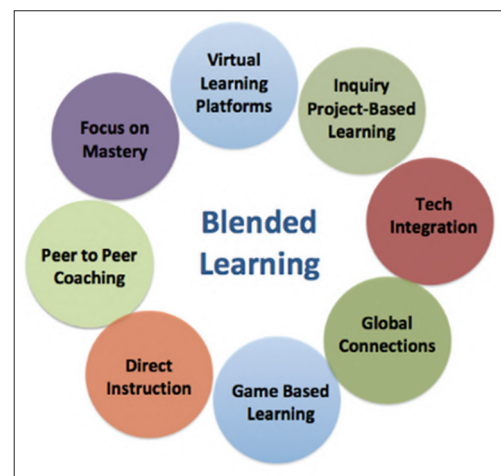 Virtual
Learning
Platforms
Inquiry
Project-Based
Learning
Tech
Integration
Global
Connections
Game Based
Learning
Direct
Instruction
Peer to Peer
Coaching
Focus on
Mastery
Blended
Learning